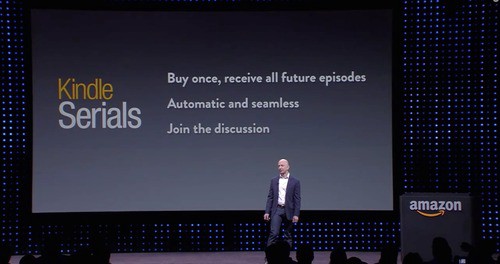 Kindle
Serials
Buy once, receive all future episodes
Automatic and seamless
Join the discussion
amazon